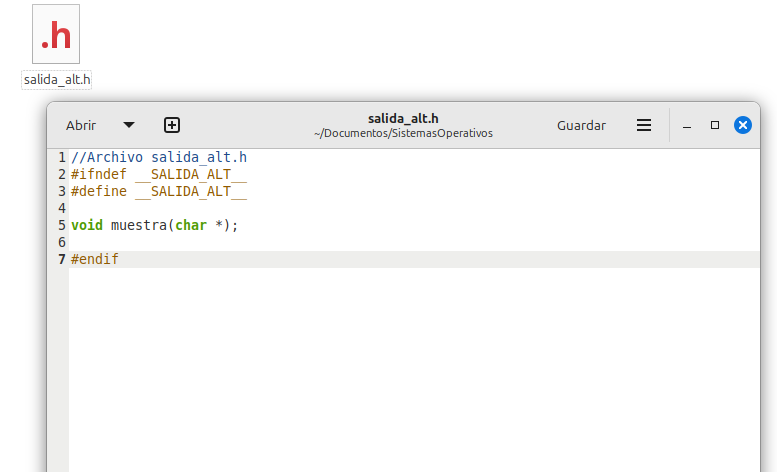 .h
salida_alt.h
Abrir
salida_alt.h
~/Documentos/SistemasOperativos
Guardar
1 //Archivo salida_alt.h
2 #ifndef __SALIDA_ALT__
3 #define __SALIDA_ALT__
4
5 void muestra(char *);
6
7 #endif